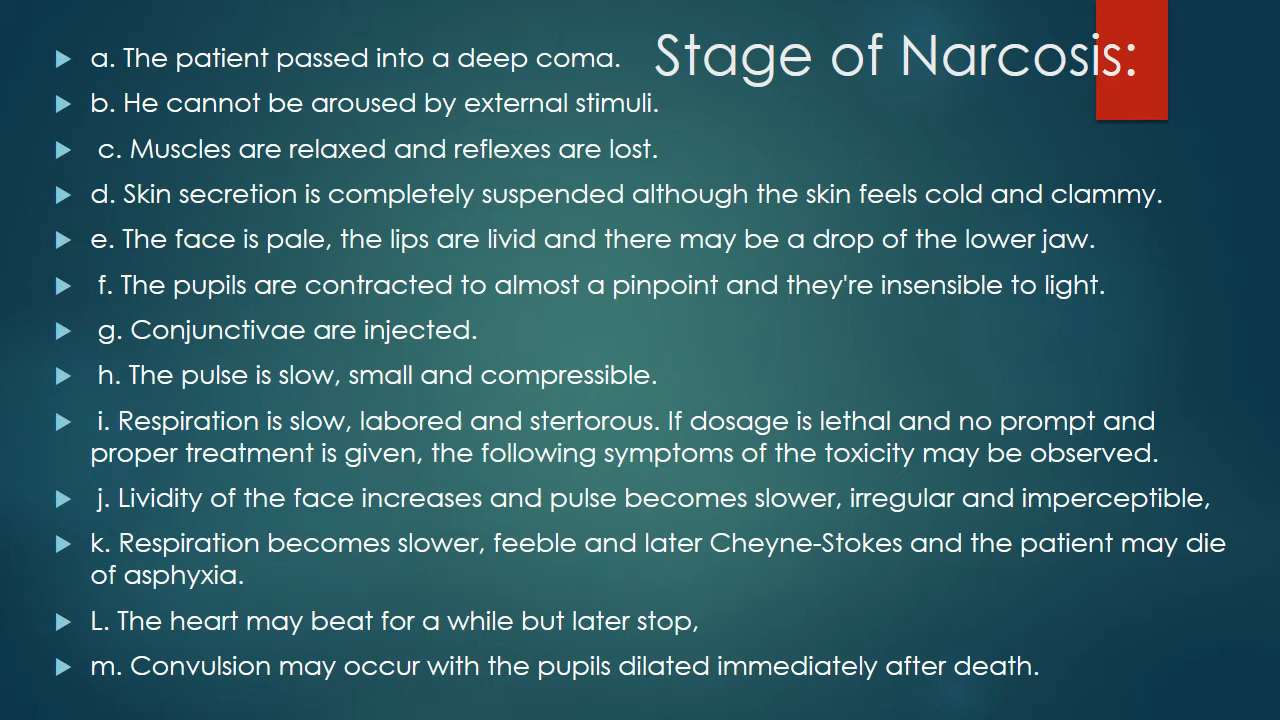 Stage of Narcosis:
a. The patient passed into a deep coma.
b. He cannot be aroused by external stimuli.
c. Muscles are relaxed and reflexes are lost.
d. Skin secretion is completely suspended although the skin feels cold and clammy.
e. The face is pale, the lips are livid and there may be a drop of the lower jaw.
f. The pupils are contracted to almost a pinpoint and they're insensible to light.
g. Conjunctivae are injected.
h. The pulse is slow, small and compressible.
i. Respiration is slow, labored and stertorous. If dosage is lethal and no prompt and
proper treatment is given, the following symptoms of the toxicity may be observed.
j. Lividity of the face increases and pulse becomes slower, irregular and imperceptible,
k. Respiration becomes slower, feeble and later Cheyne-Stokes and the patient may die
of asphyxia.
L. The heart may beat for a while but later stop,
m. Convulsion may occur with the pupils dilated immediately after death.